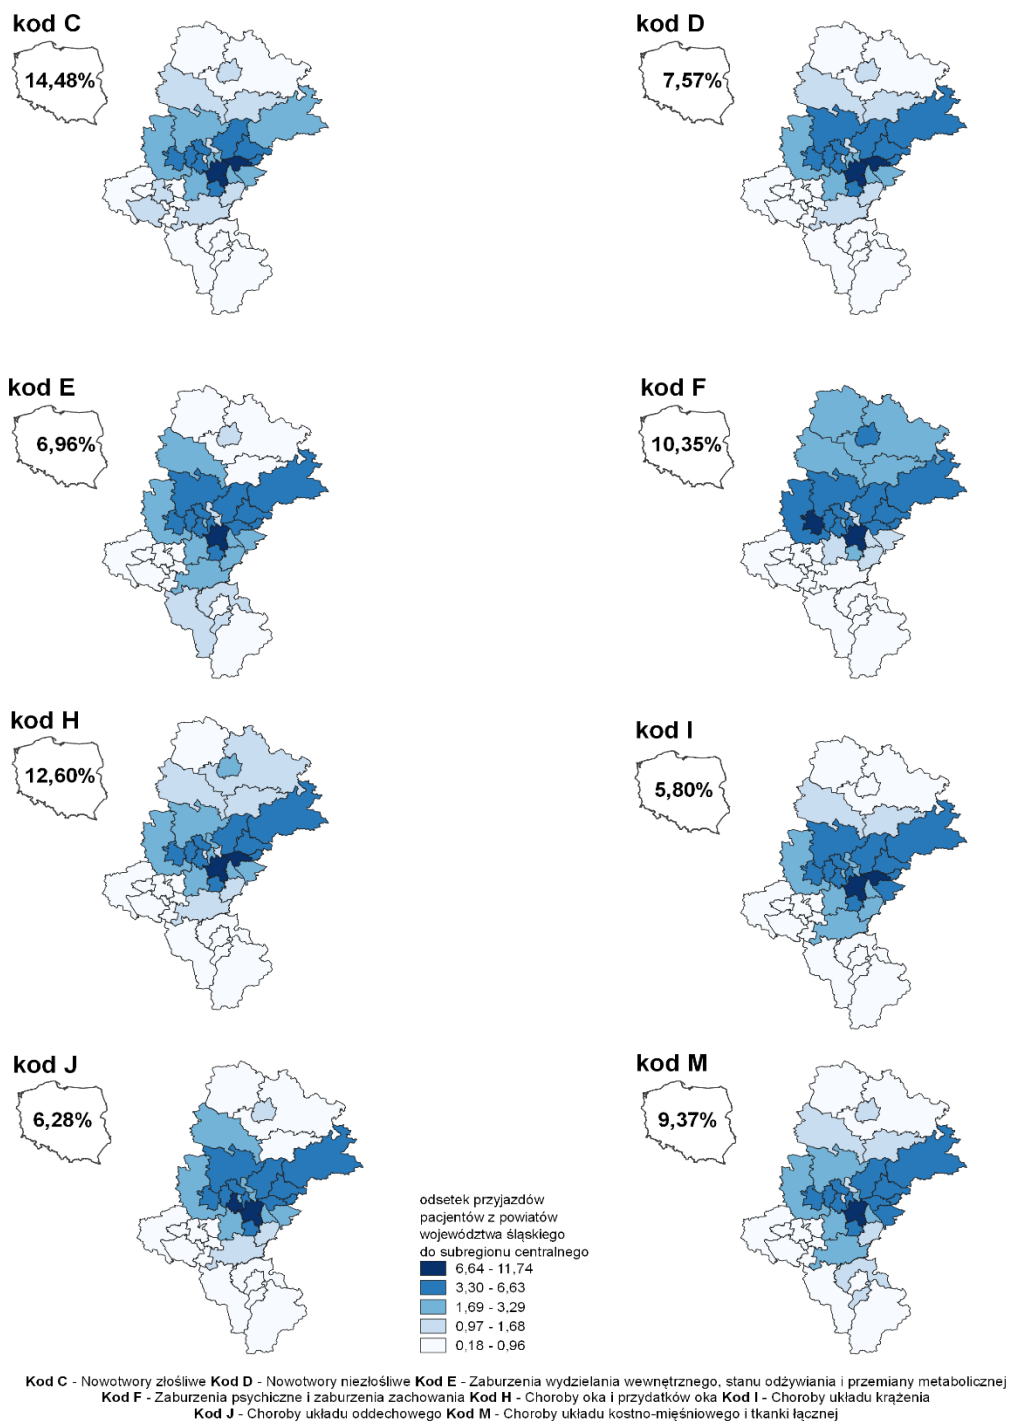 kod C
14,48%
kod D
7,57%
kod E
6,96%
kod F
10,35%
kod H
12,60%
kod I
5,80%
kod J
6,28%
kod M
9,37%
odsetek przyjazdów
pacjentów z powiatów
województwa śląskiego
do subregionu centralnego
6,64 - 11,74
3,30 - 6,63
1,69 - 3,29
0,97 - 1,68
0,18 - 0,96
Kod C - Nowotwory złośliwe Kod D - Nowotwory niezłośliwe Kod E - Zaburzenia wydzielania wewnętrznego, stanu odżywiania i przemiany metabolicznej
Kod F - Zaburzenia psychiczne i zaburzenia zachowania Kod H - Choroby oka i przydatków oka Kod I - Choroby układu krążenia
Kod J - Choroby układu oddechowego Kod M - Choroby układu kostno-mięśniowego i tkanki łącznej